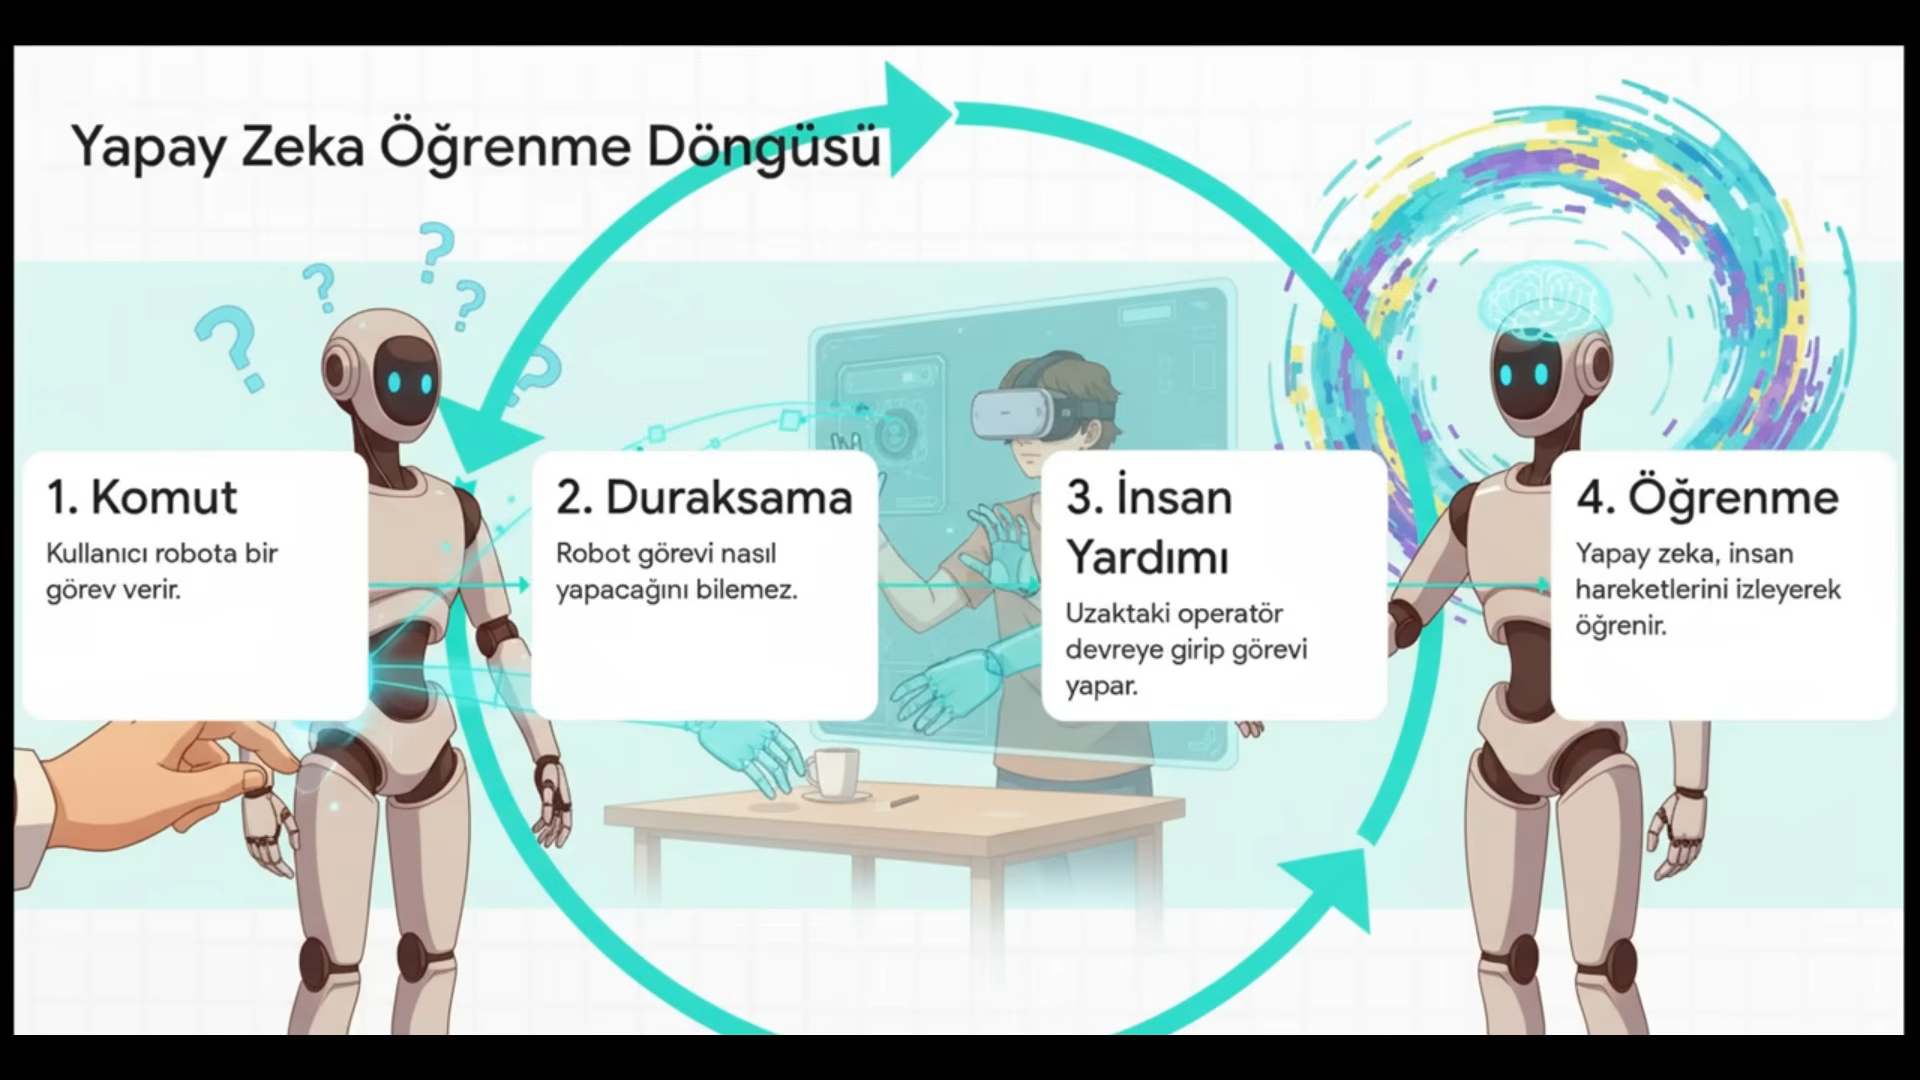 Yapay Zeka Öğrenme Döngüsü
1. Komut
Kullanıcı robota bir
görev verir.
2. Duraksama
Robot görevi nasıl
yapacağını bilemez.
3. İnsan
Yardımı
Uzaktaki operatör
devreye girip görevi
yapar.
4. Öğrenme
Yapay zeka, insan
hareketlerini izleyerek
öğrenir.